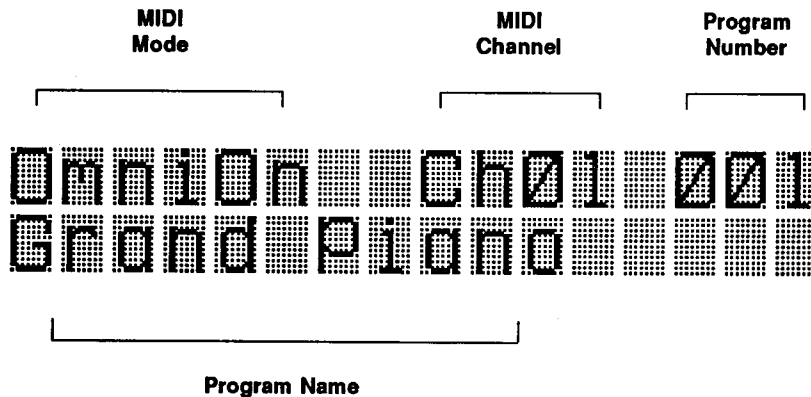 MIDI Mode
MIDI Channel
Program Number
OmniOn  Ch01 001
Grand Piano
Program Name